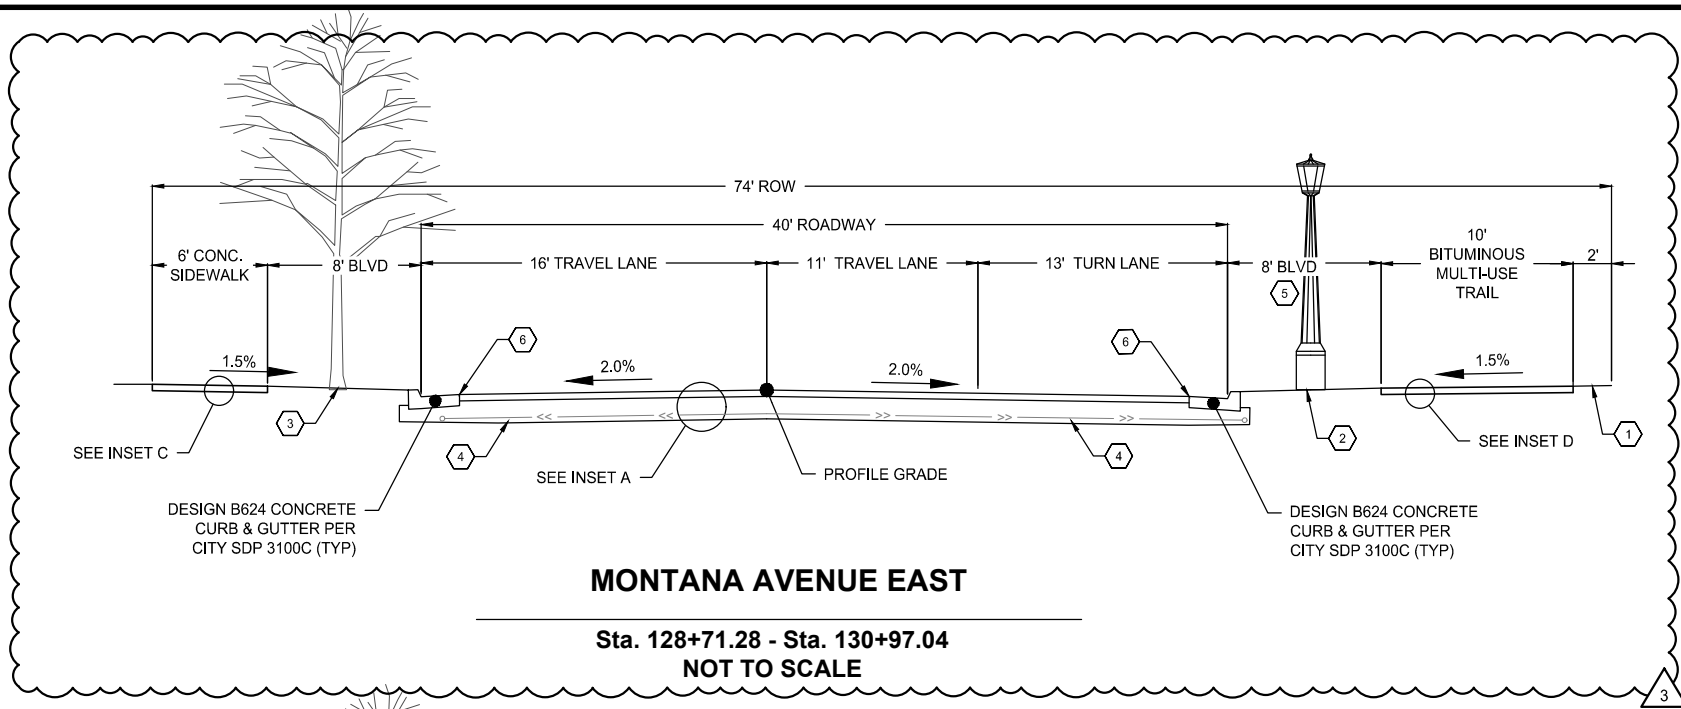 74' ROW
40' ROADWAY
6' CONC.
SIDEWALK
8' BLVD
16' TRAVEL LANE
11' TRAVEL LANE
13' TURN LANE
8' BLVD
5
10'
BITUMINOUS
MULTI-USE
TRAIL
2'
1.5%
6
2.0%
2.0%
6
1.5%
<<
<<
>>
>>
>>
3
4
4
2
1
SEE INSET C
SEE INSET A
PROFILE GRADE
SEE INSET D
DESIGN B624 CONCRETE
CURB & GUTTER PER
CITY SDP 3100C (TYP)
DESIGN B624 CONCRETE
CURB & GUTTER PER
CITY SDP 3100C (TYP)
MONTANA AVENUE EAST
Sta. 128+71.28 - Sta. 130+97.04
NOT TO SCALE
3